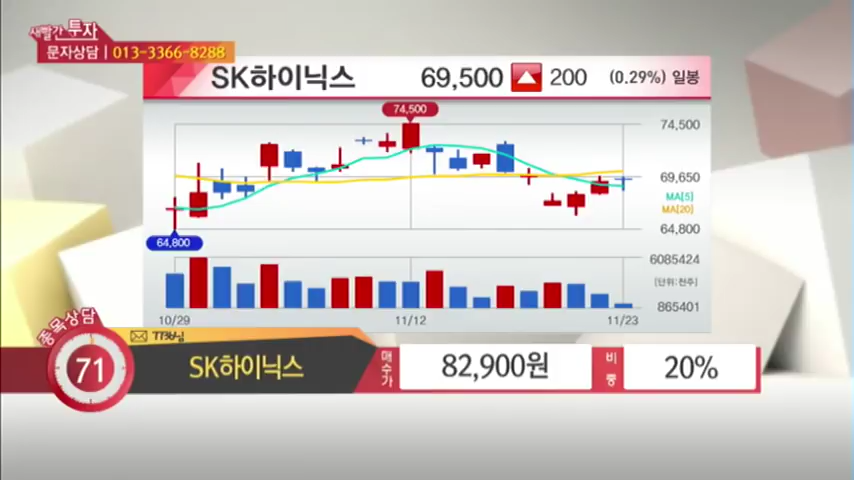 새빨간 투자
문자상담 | 013-3366-8288
SK하이닉스 69,500 200 (0.29%) 일봉
74,500
74,500
69,650
MA[5]
MA[20]
64,800
64,800
6085424
(단위:천주)
865401
10/29 11/12 11/23
종목상담
71
SK하이닉스
매수가 82,900원
비중 20%